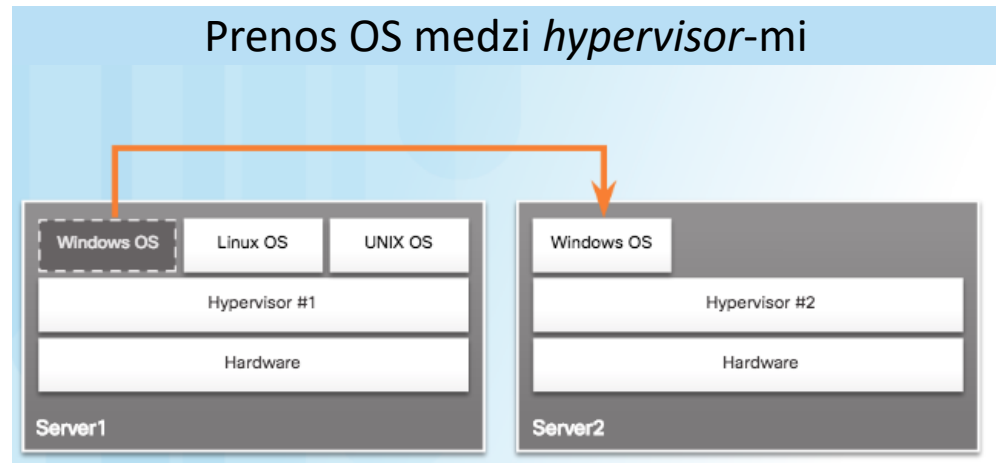 Prenos OS medzi hypervisor-mi
Windows OS
Linux OS
UNIX OS
Hypervisor #1
Hardware
Server1
Windows OS
Hypervisor #2
Hardware
Server2